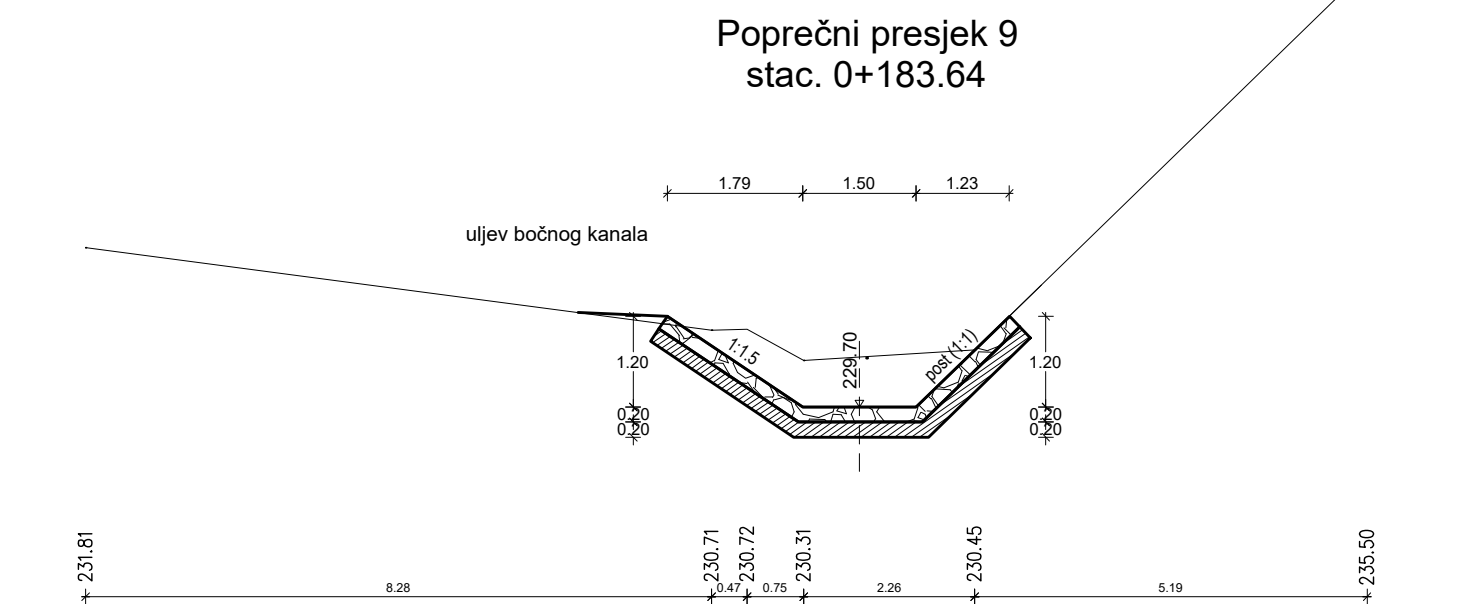 Poprečni presjek 9
stac. 0+183.64
1.79 1.50 1.23
uljev bočnog kanala
1:1.5
229.70
post (1:1)
1.20
0.20
0.20
1.20
0.20
0.20
231.81 230.71 230.72 230.31 230.45 235.50
8.28 0.47 0.75 2.26 5.19